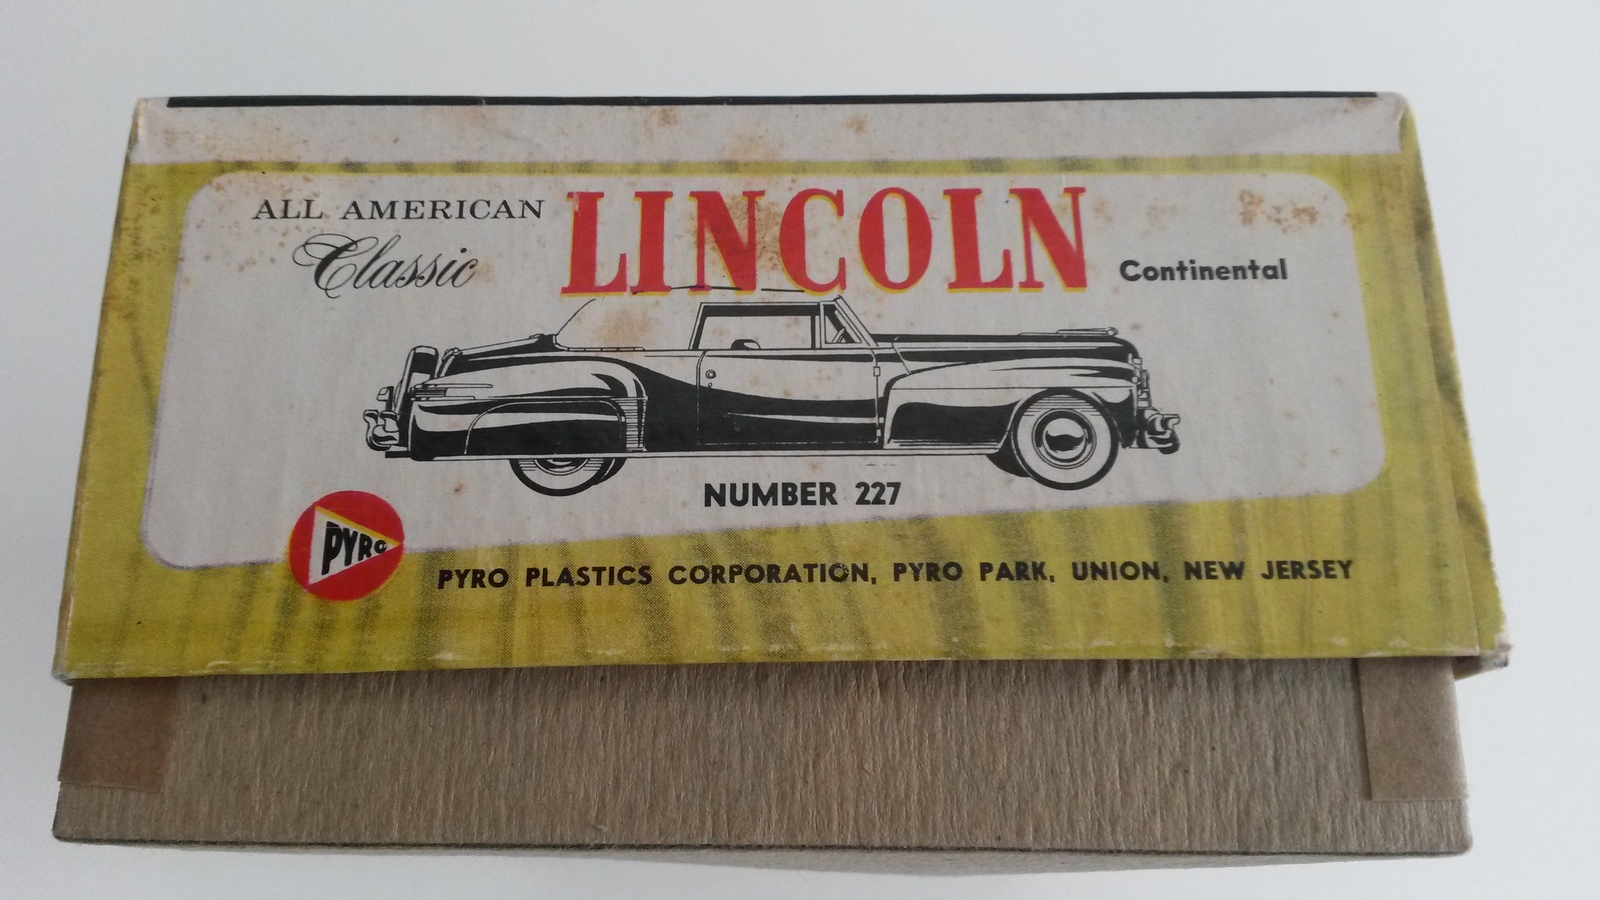 ALL AMERICAN LINCOLN
Classic Continental
NUMBER 227
PYRO
PYRO PLASTICS CORPORATION, PYRO PARK, UNION, NEW JERSEY